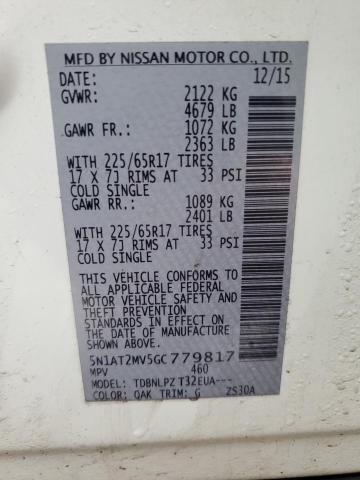 MFD BY NISSAN MOTOR CO., LTD.
DATE: 12/15
GVWR: 2122 KG
4679 LB
GAWR FR.: 1072 KG
2363 LB
WITH 225/65R17 TIRES
17 X 7J RIMS AT 33 PSI
COLD SINGLE
GAWR RR: 1089 KG
2401 LB
WITH 225/65R17 TIRES
17 X 7J RIMS AT 33 PSI
COLD SINGLE
THIS VEHICLE CONFORMS TO
ALL APPLICABLE FEDERAL
MOTOR VEHICLE SAFETY
AND THEFT PREVENTION
STANDARDS IN EFFECT ON
THE DATE OF MANUFACTURE
SHOWN ABOVE.
5N1AT2MV5GC779817
MPV 460
MODEL: TDBNLPZ T32EUA---
COLOR: QAK TRIM: G ZS30A